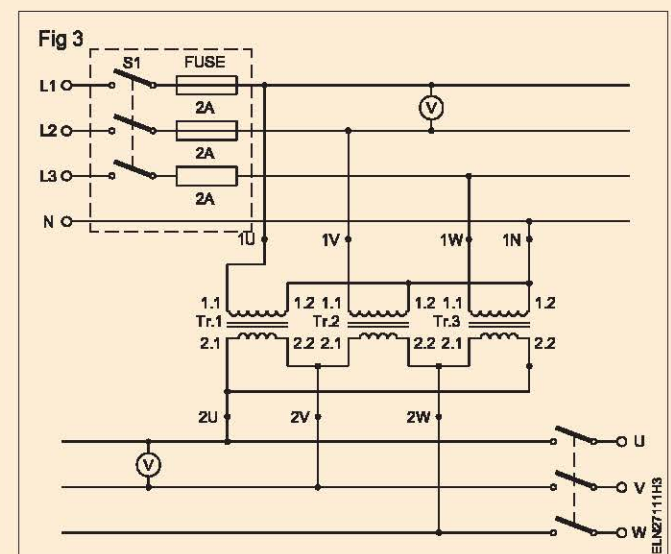 Fig 3
S1 FUSE
L1
2A
V
L2
2A
L3
2A
N
1U 1V 1W 1N
1.1 1.2 1.1 1.2 1.1 1.2
Tr.1 Tr.2 Tr.3
2.1 2.2 2.1 2.2 2.1 2.2
2U 2V 2W
U
V
V
W
ELN27111H3